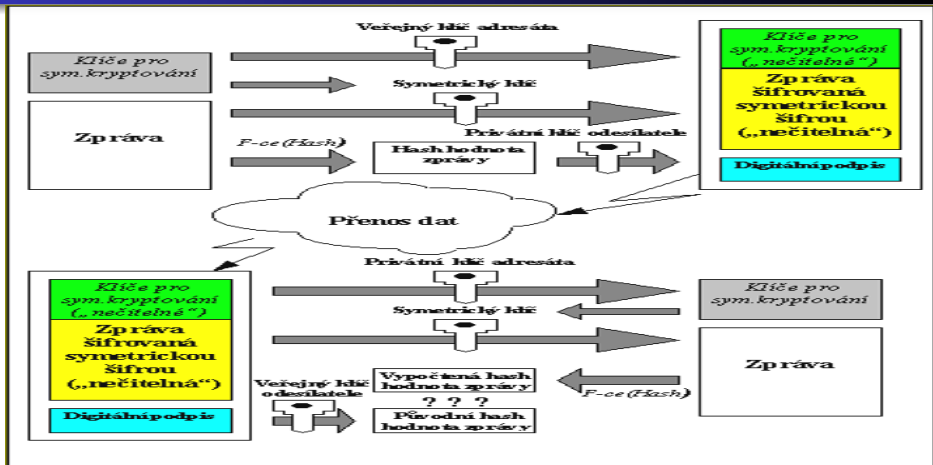 Veřejný klíč adresáta
Klíče pro
sym.kryptování
Symetrický klíč
Zpráva
F-ce(Hash)
Hash hodnota
zprávy
Privátní klíč odesílatele
Klíče pro
sym.kryptování
(„nečitelné“)
Zpráva
šifrovaná
symetrickou
šifrou
(„nečitelná“)
Digitální podpis
Přenos dat
Klíče pro
sym.kryptování
(„nečitelné“)
Zpráva
šifrovaná
symetrickou
šifrou
(„nečitelná“)
Digitální podpis
Privátní klíč adresáta
Symetrický klíč
Veřejný klíč
odesílatele
Vypočtená hash
hodnota zprávy
? ? ?
Původní hash
hodnota zprávy
F-ce(Hash)
Klíče pro
sym.kryptování
Zpráva